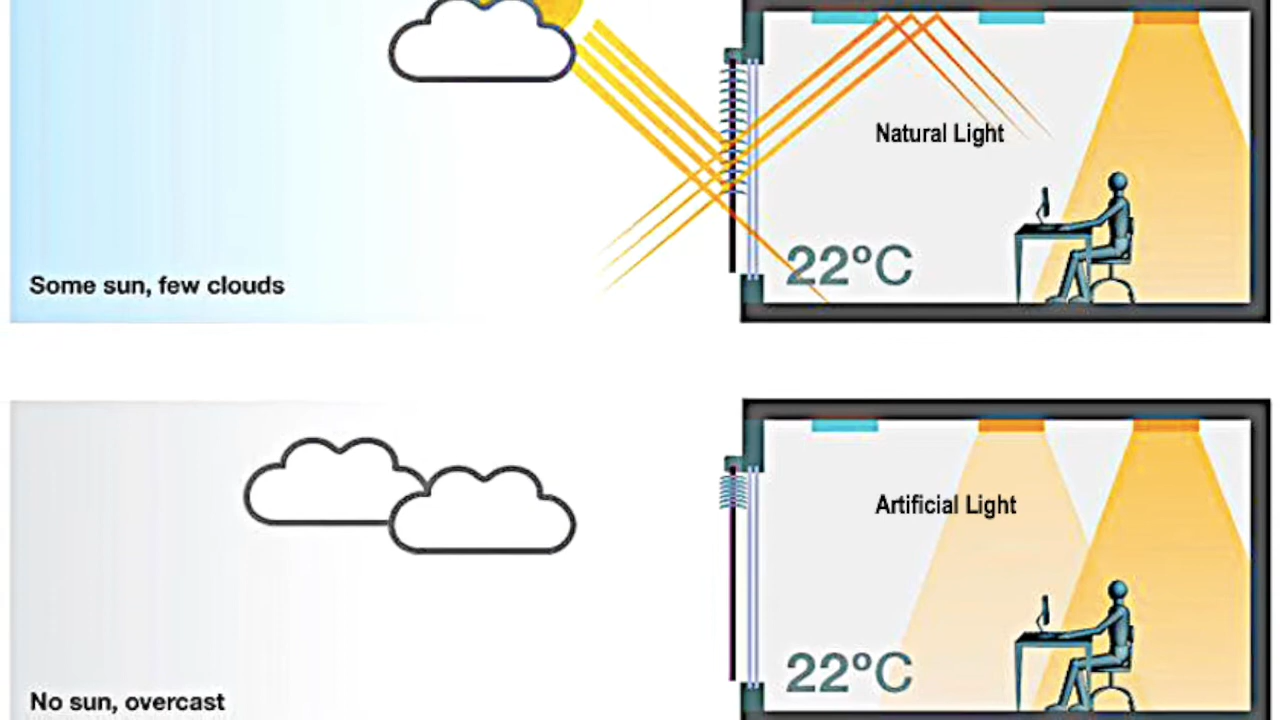 Natural Light
22°C
Some sun, few clouds
Artificial Light
22°C
No sun, overcast